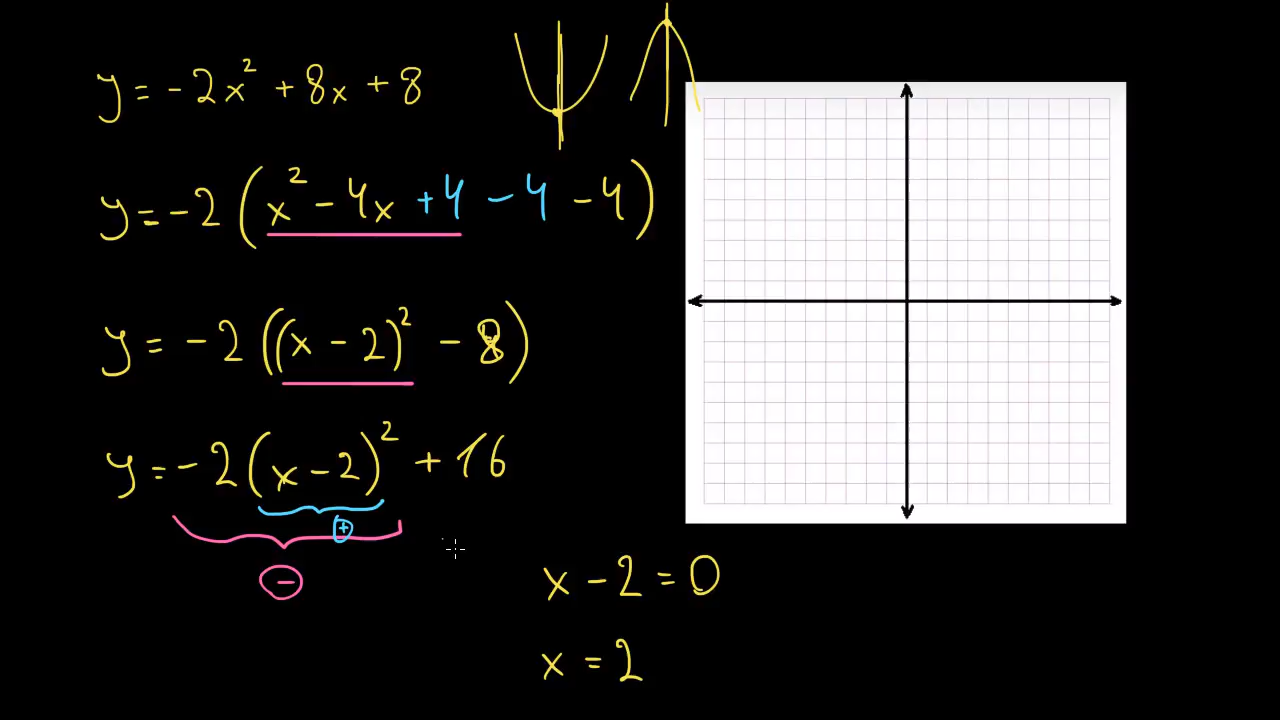 y = -2x² + 8x + 8
y = -2 (x² - 4x + 4 - 4 - 4)
y = -2 ((x - 2)² - 8)
y = -2 (x - 2)² + 16
+
-
x - 2 = 0
x = 2